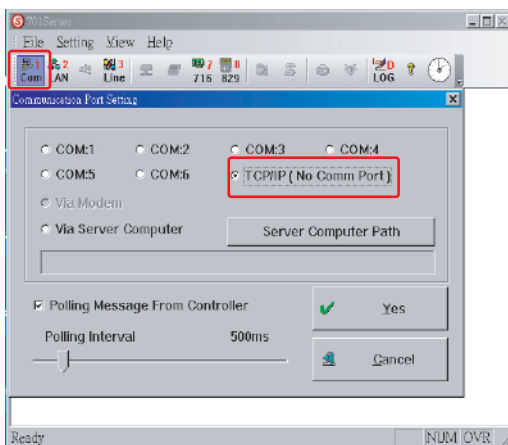 701Server
File Setting View Help
1 2 3 7 8 0
Com LAN Line 716 829 LOG
Communication Port Setting
COM:1 COM:2 COM:3 COM:4
COM:5 COM:6 TCP/IP ( No Comm Port )
Via Modem
Via Server Computer Server Computer Path
Polling Message From Controller Yes
Polling Interval 500ms
Cancel
Ready NUM OVR